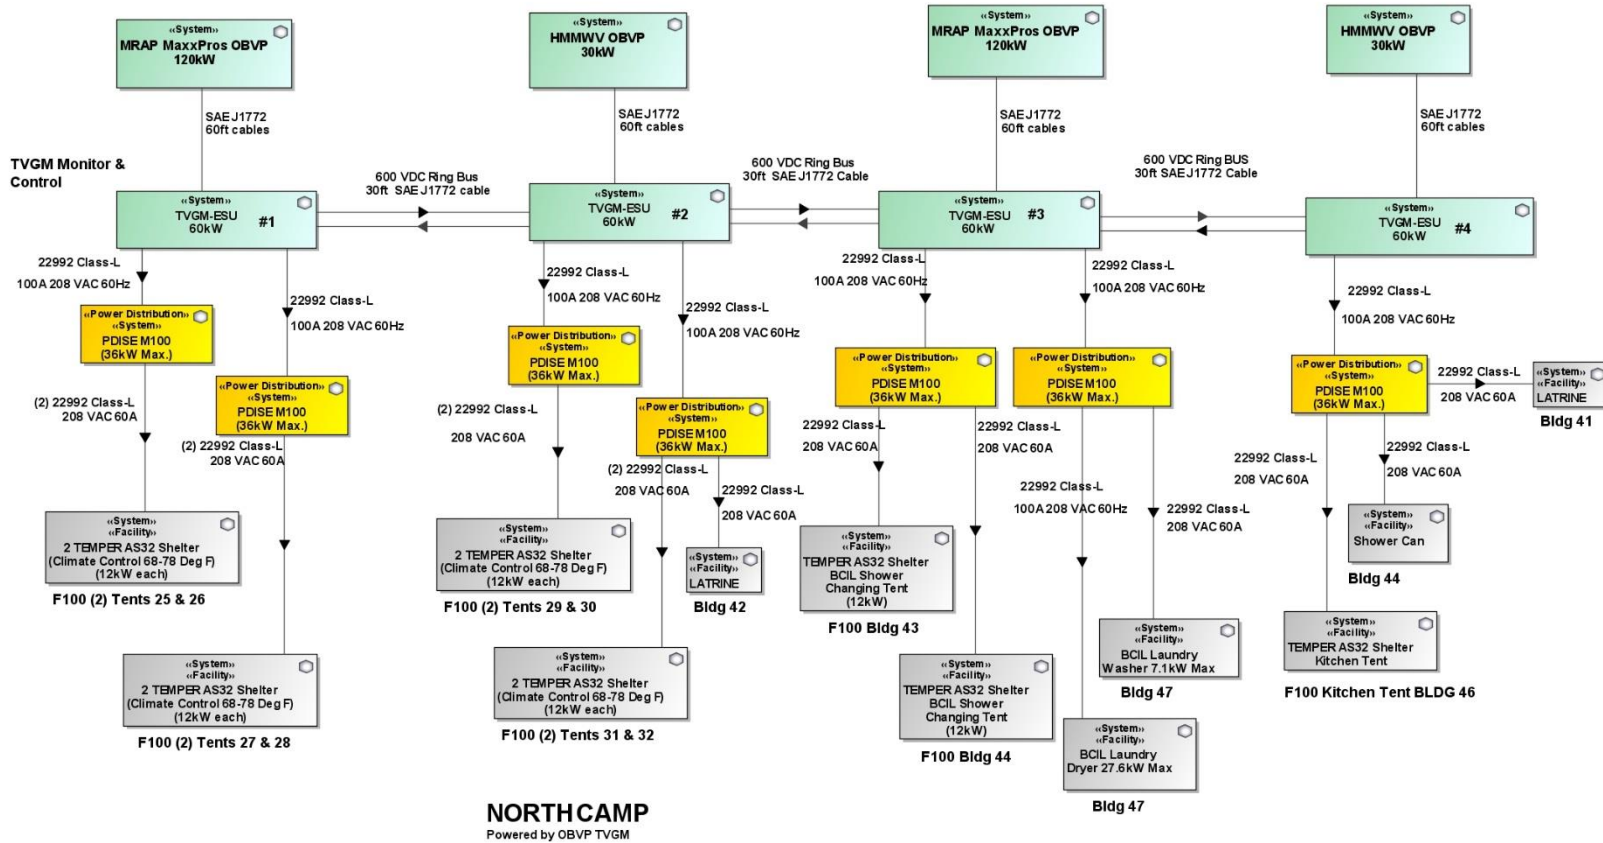 «System»
MRAP MaxxPros OBVP
120kW
«System»
HMMWV OBVP
30kW
«System»
MRAP MaxxPros OBVP
120kW
«System»
HMMWV OBVP
30kW
SAE J1772
60ft cables
SAE J1772
60ft cables
SAE J1772
60ft cables
SAE J1772
60ft cables
TVGM Monitor &
Control
600 VDC Ring Bus
30ft SAE J1772 cable
600 VDC Ring Bus
30ft SAE J1772 Cable
600 VDC Ring BUS
30ft SAE J1772 Cable
«System»
TVGM-ESU
60kW
#1
«System»
TVGM-ESU
60kW
#2
«System»
TVGM-ESU
60kW
#3
«System»
TVGM-ESU
60kW
#4
22992 Class-L
100A 208 VAC 60Hz
22992 Class-L
100A 208 VAC 60Hz
22992 Class-L
100A 208 VAC 60Hz
22992 Class-L
100A 208 VAC 60Hz
22992 Class-L
100A 208 VAC 60Hz
22992 Class-L
100A 208 VAC 60Hz
22992 Class-L
100A 208 VAC 60Hz
«Power Distribution»
«System»
PDISE M100
(36kW Max.)
«Power Distribution»
«System»
PDISE M100
(36kW Max.)
«Power Distribution»
«System»
PDISE M100
(36kW Max.)
«Power Distribution»
«System»
PDISE M100
(36kW Max.)
«Power Distribution»
«System»
PDISE M100
(36kW Max.)
«Power Distribution»
«System»
PDISE M100
(36kW Max.)
«Power Distribution»
«System»
PDISE M100
(36kW Max.)
22992 Class-L
208 VAC 60A
«System»
«Facility»
LATRINE
Bldg 41
(2) 22992 Class-L
208 VAC 60A
(2) 22992 Class-L
208 VAC 60A
(2) 22992 Class-L
208 VAC 60A
(2) 22992 Class-L
208 VAC 60A
22992 Class-L
208 VAC 60A
22992 Class-L
208 VAC 60A
22992 Class-L
208 VAC 60A
22992 Class-L
100A 208 VAC 60Hz
22992 Class-L
208 VAC 60A
22992 Class-L
208 VAC 60A
22992 Class-L
208 VAC 60A
«System»
«Facility»
2 TEMPER AS32 Shelter
(Climate Control 68-78 Deg F)
(12kW each)
F100 (2) Tents 25 & 26
«System»
«Facility»
2 TEMPER AS32 Shelter
(Climate Control 68-78 Deg F)
(12kW each)
F100 (2) Tents 29 & 30
«System»
«Facility»
LATRINE
Bldg 42
«System»
«Facility»
TEMPER AS32 Shelter
BCIL Shower
Changing Tent
(12kW)
F100 Bldg 43
«System»
«Facility»
Shower Can
Bldg 44
«System»
«Facility»
2 TEMPER AS32 Shelter
(Climate Control 68-78 Deg F)
(12kW each)
F100 (2) Tents 27 & 28
«System»
«Facility»
2 TEMPER AS32 Shelter
(Climate Control 68-78 Deg F)
(12kW each)
F100 (2) Tents 31 & 32
«System»
«Facility»
TEMPER AS32 Shelter
BCIL Shower
Changing Tent
(12kW)
F100 Bldg 44
«System»
«Facility»
BCIL Laundry
Washer 7.1kW Max
Bldg 47
«System»
«Facility»
TEMPER AS32 Shelter
Kitchen Tent
F100 Kitchen Tent BLDG 46
«System»
«Facility»
BCIL Laundry
Dryer 27.6kW Max
Bldg 47
NORTH CAMP
Powered by OBVP TVGM